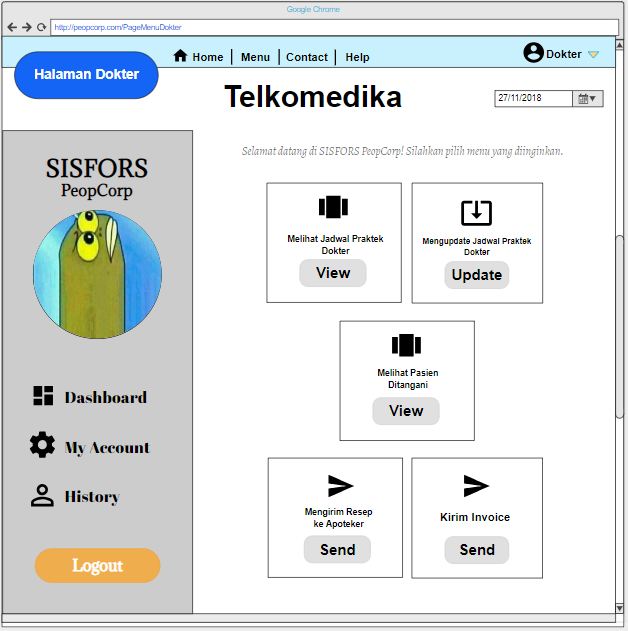 Google Chrome
http://peopcorp.com/PageMenuDokter
Halaman Dokter
Home | Menu | Contact | Help
Dokter
Telkomedika
27/11/2018
SISFORS
PeopCorp
Selamat datang di SISFORS PeopCorp! Silahkan pilih menu yang diinginkan.
Melihat Jadwal Praktek
Dokter
View
Mengupdate Jadwal Praktek
Dokter
Update
Melihat Pasien
Ditangani
View
Dashboard
My Account
History
Logout
Mengirim Resep
ke Apoteker
Send
Kirim Invoice
Send